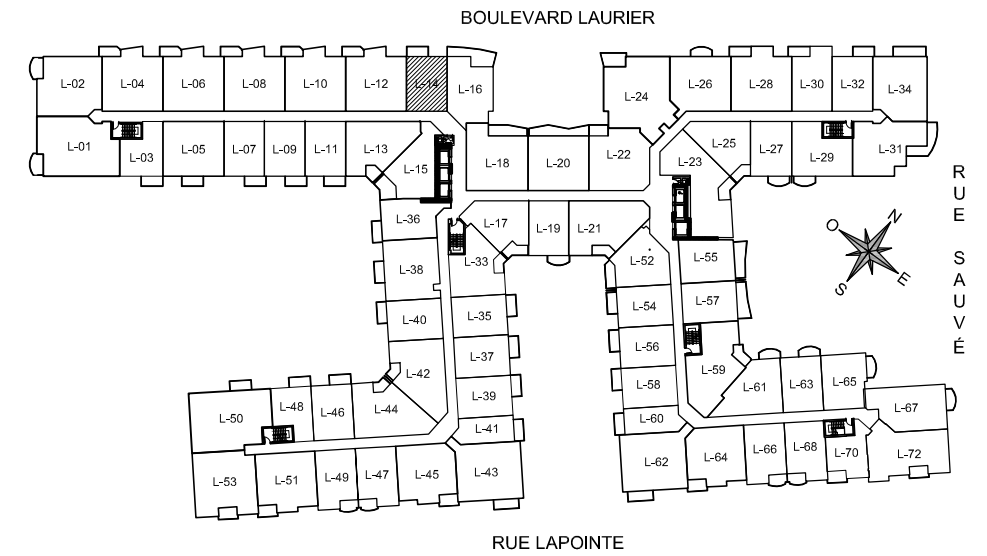 BOULEVARD LAURIER
L-02 L-04 L-06 L-08 L-10 L-12 L-14 L-16 L-24 L-26 L-28 L-30 L-32 L-34
L-01 L-03 L-05 L-07 L-09 L-11 L-13 L-15 L-18 L-20 L-22 L-23 L-25 L-27 L-29 L-31
L-36 L-17 L-19 L-21
L-38 L-33 L-52 L-55
L-40 L-35 L-54 L-57
L-42 L-37 L-56 L-59
L-39 L-58 L-61 L-63 L-65
L-50 L-48 L-46 L-44 L-41 L-60 L-67
L-53 L-51 L-49 L-47 L-45 L-43 L-62 L-64 L-66 L-68 L-70 L-72
RUE SAUVÉ
N
O
E
S
RUE LAPOINTE